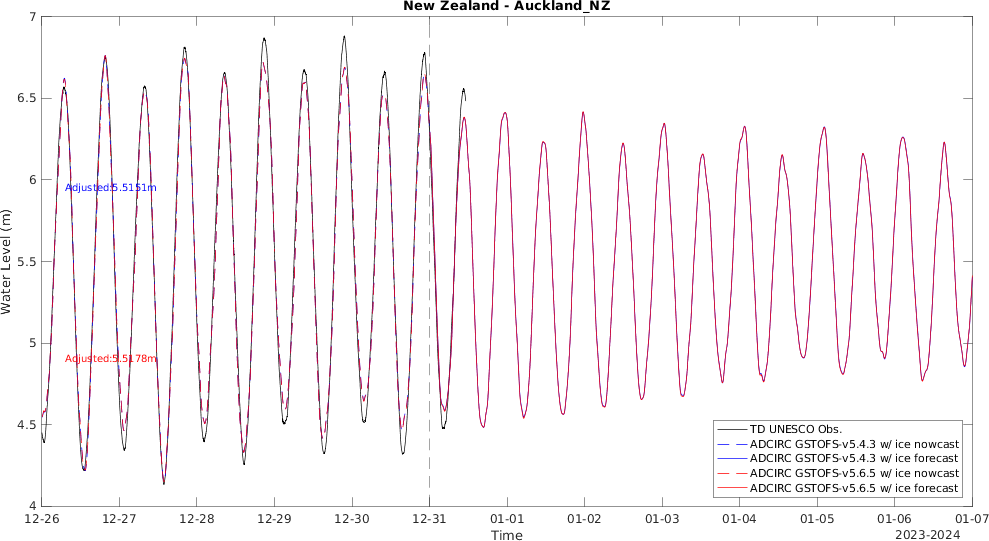 New Zealand - Auckland_NZ
7
6.5
6
5.5
5
4.5
4
Water Level (m)
Adjusted:5.5151m
Adjusted:5.5178m
TD UNESCO Obs.
ADCIRC GSTOFS-v5.4.3 w/ ice nowcast
ADCIRC GSTOFS-v5.4.3 w/ ice forecast
ADCIRC GSTOFS-v5.6.5 w/ ice nowcast
ADCIRC GSTOFS-v5.6.5 w/ ice forecast
12-26 12-27 12-28 12-29 12-30 12-31 01-01 01-02 01-03 01-04 01-05 01-06 01-07
Time
2023-2024